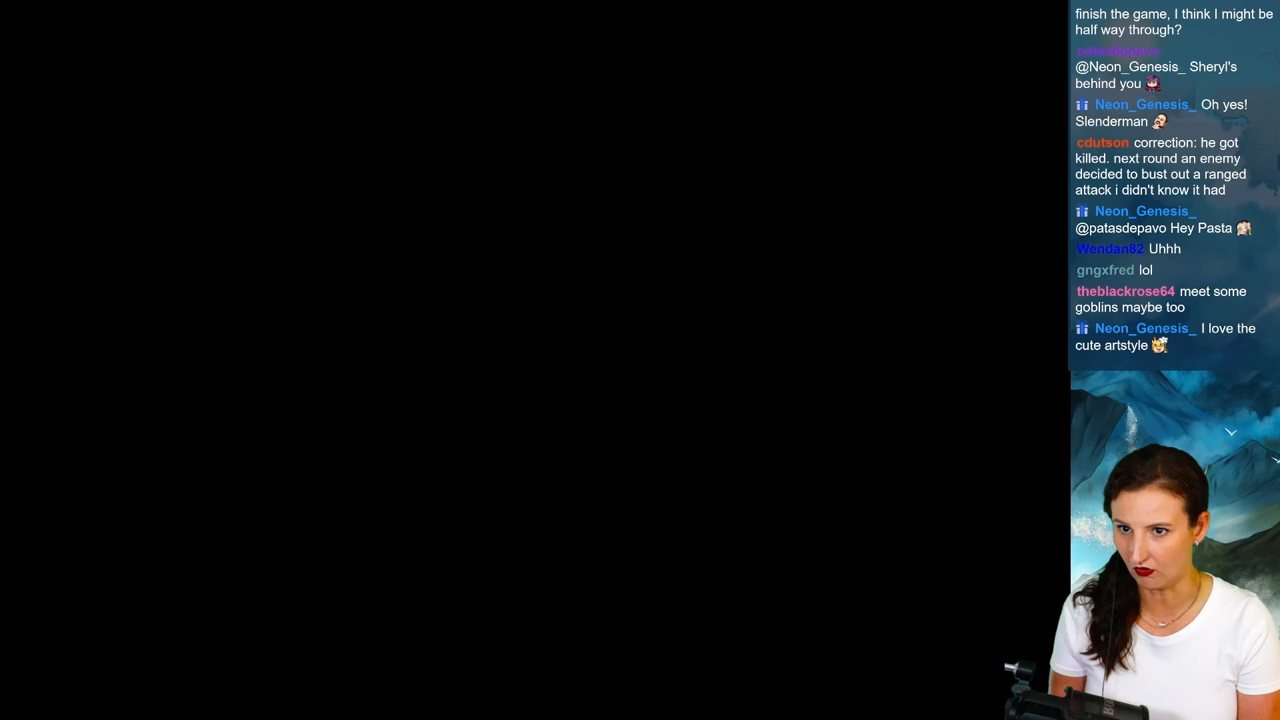 finish the game, I think I might be
half way through?
patasdepavo
@Neon_Genesis_ Sheryl's
behind you
Neon_Genesis_ Oh yes!
Slenderman
cdutson correction: he got
killed. next round an enemy
decided to bust out a ranged
attack i didn't know it had
Neon_Genesis_
@patasdepavo Hey Pasta
Wendan82 Uhhh
gngxfred lol
theblackrose64 meet some
goblins maybe too
Neon_Genesis_ I love the
cute artstyle